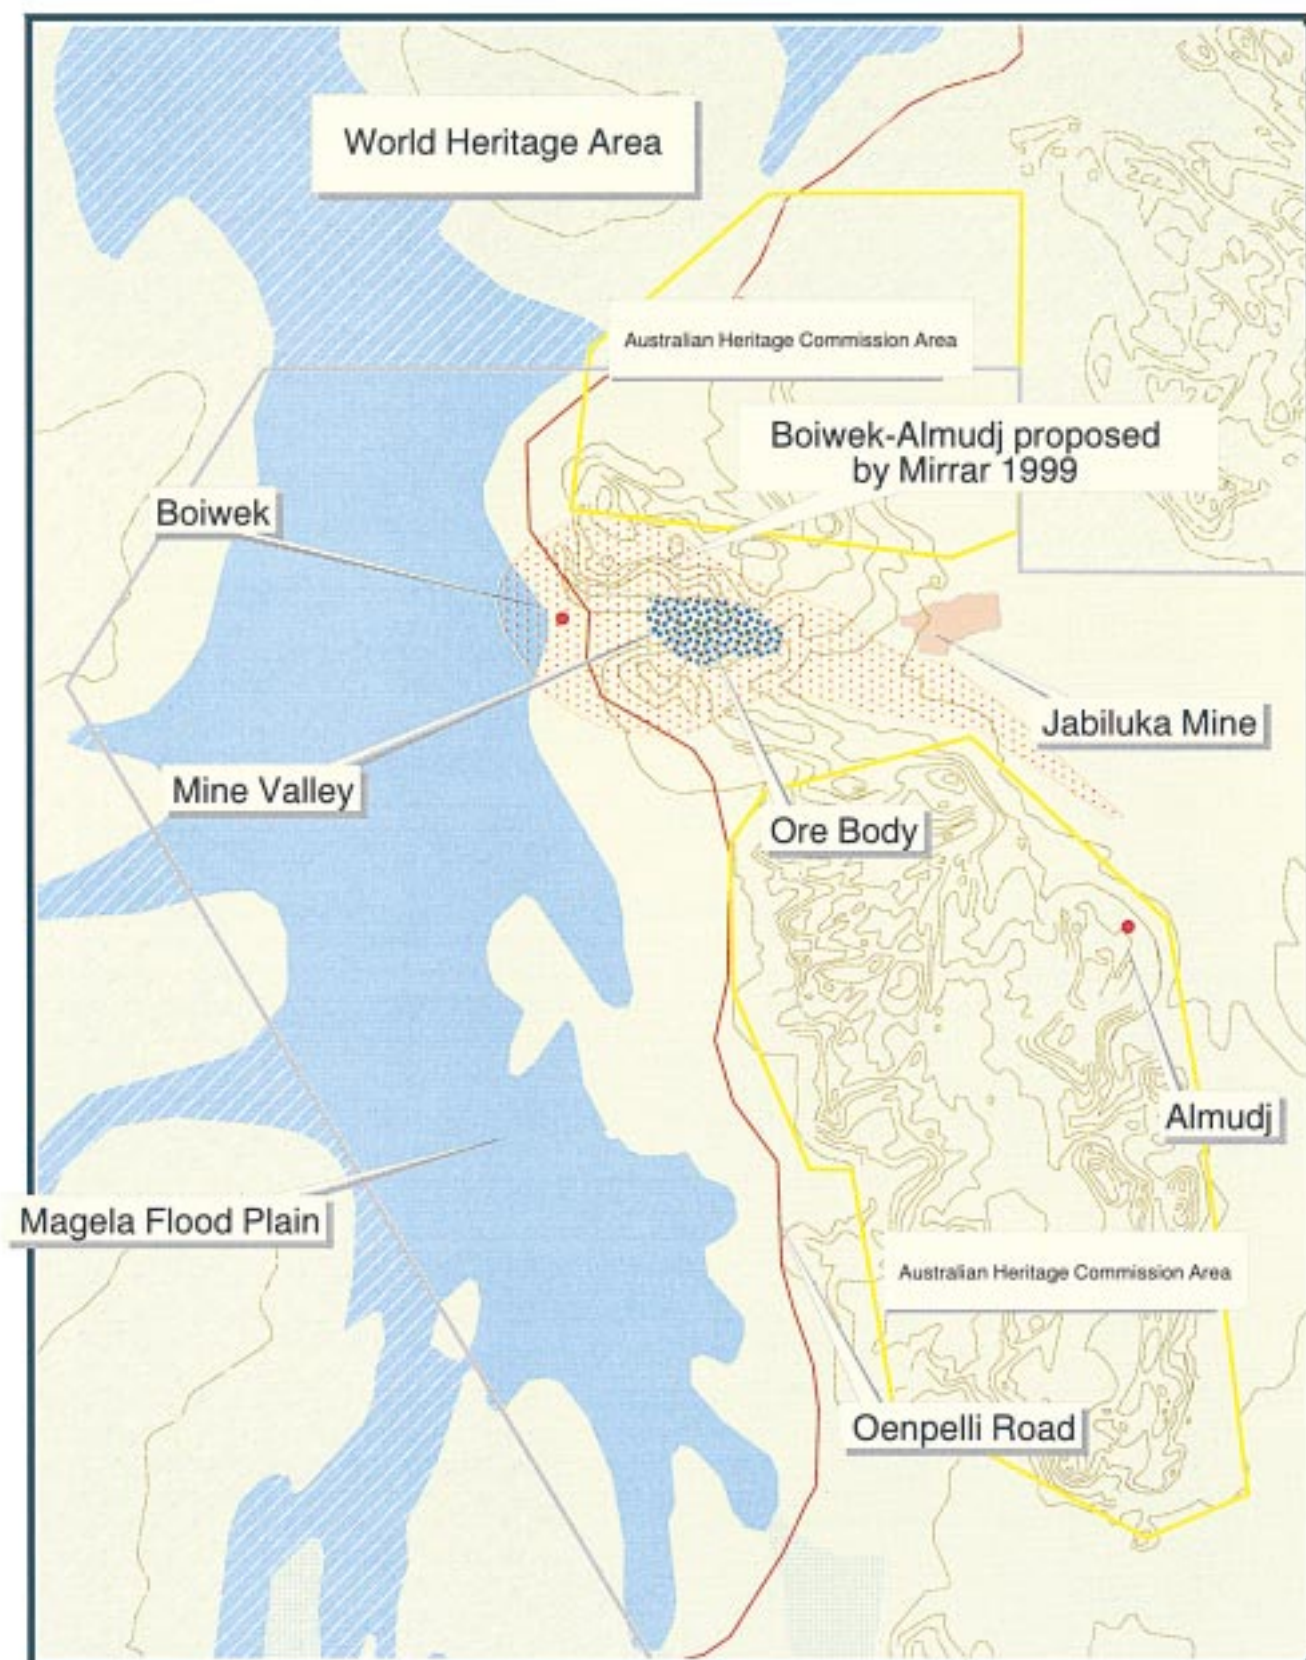 World Heritage Area
Australian Heritage Commission Area
Boiwek-Almudj proposed
by Mirrar 1999
Boiwek
Jabiluka Mine
Mine Valley
Ore Body
Almudj
Magela Flood Plain
Australian Heritage Commission Area
Oenpelli Road